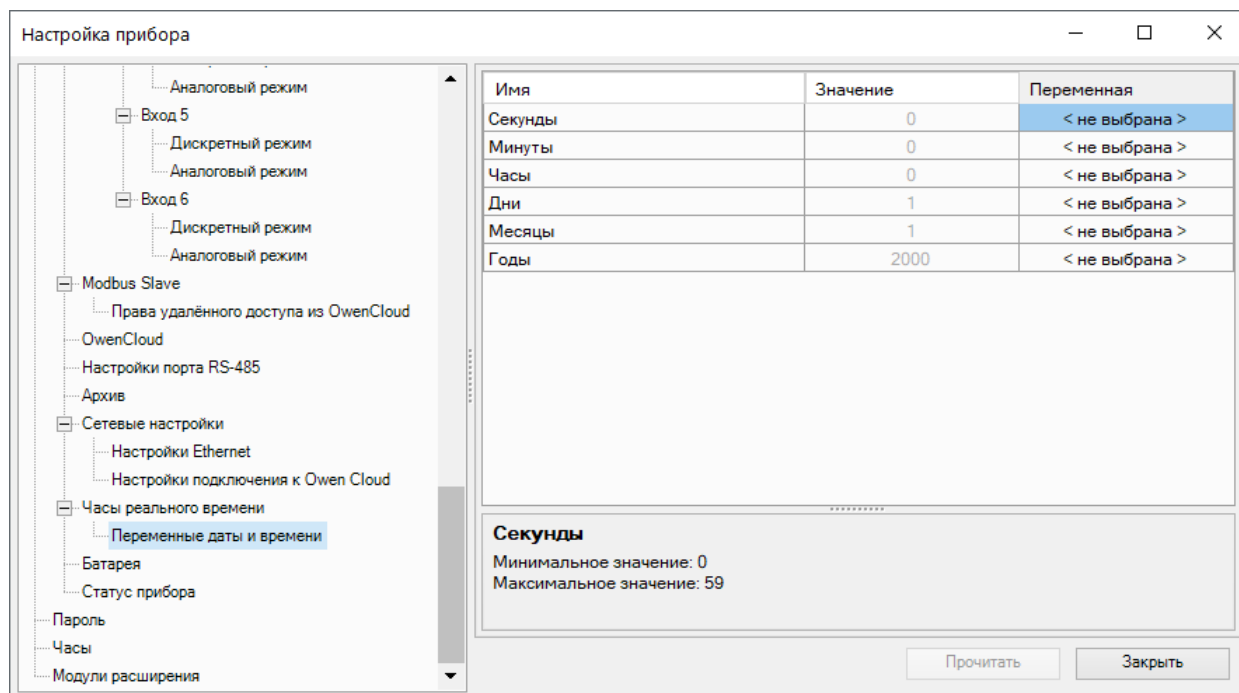 Настройка прибора
Аналоговый режим
Вход 5
Дискретный режим
Аналоговый режим
Вход 6
Дискретный режим
Аналоговый режим
Modbus Slave
Права удалённого доступа из OwenCloud
OwenCloud
Настройки порта RS-485
Архив
Сетевые настройки
Настройки Ethernet
Настройки подключения к Owen Cloud
Часы реального времени
Переменные даты и времени
Батарея
Статус прибора
Пароль
Часы
Модули расширения
Имя Значение Переменная
Секунды 0 < не выбрана >
Минуты 0 < не выбрана >
Часы 0 < не выбрана >
Дни 1 < не выбрана >
Месяцы 1 < не выбрана >
Годы 2000 < не выбрана >
Секунды
Минимальное значение: 0
Максимальное значение: 59
Прочитать Закрыть